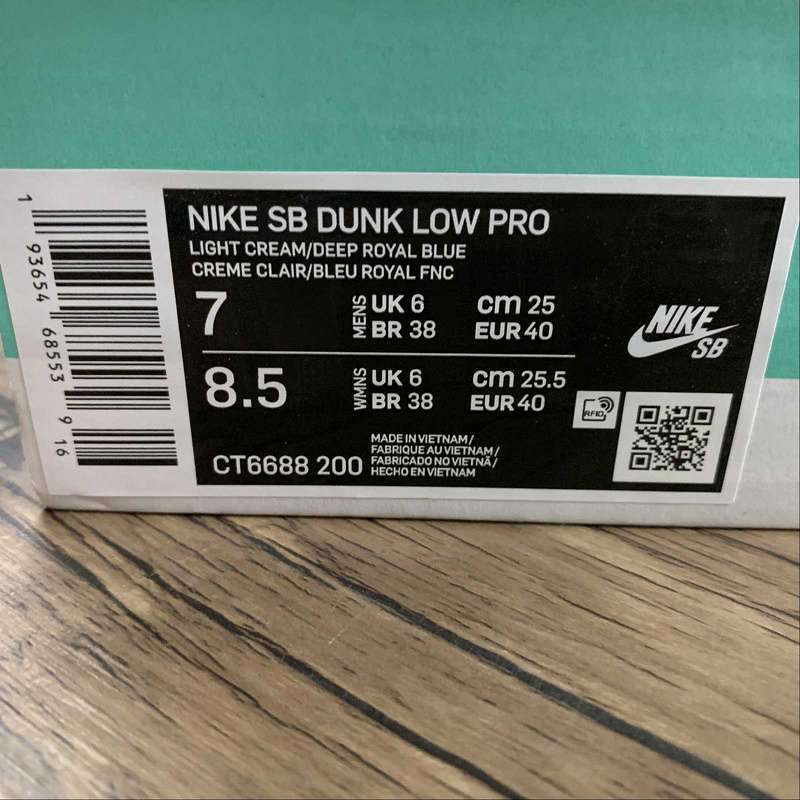 1 93654 68553 9 16
NIKE SB DUNK LOW PRO
LIGHT CREAM/DEEP ROYAL BLUE
CREME CLAIR/BLEU ROYAL FNC
7 MENS UK 6 cm 25
BR 38 EUR 40
8.5 WMNS UK 6 cm 25.5
BR 38 EUR 40
NIKE
SB
RFID
CT6688 200
MADE IN VIETNAM/
FABRIQUE AU VIETNAM/
FABRICADO NO VIETNÃ/
HECHO EN VIETNAM